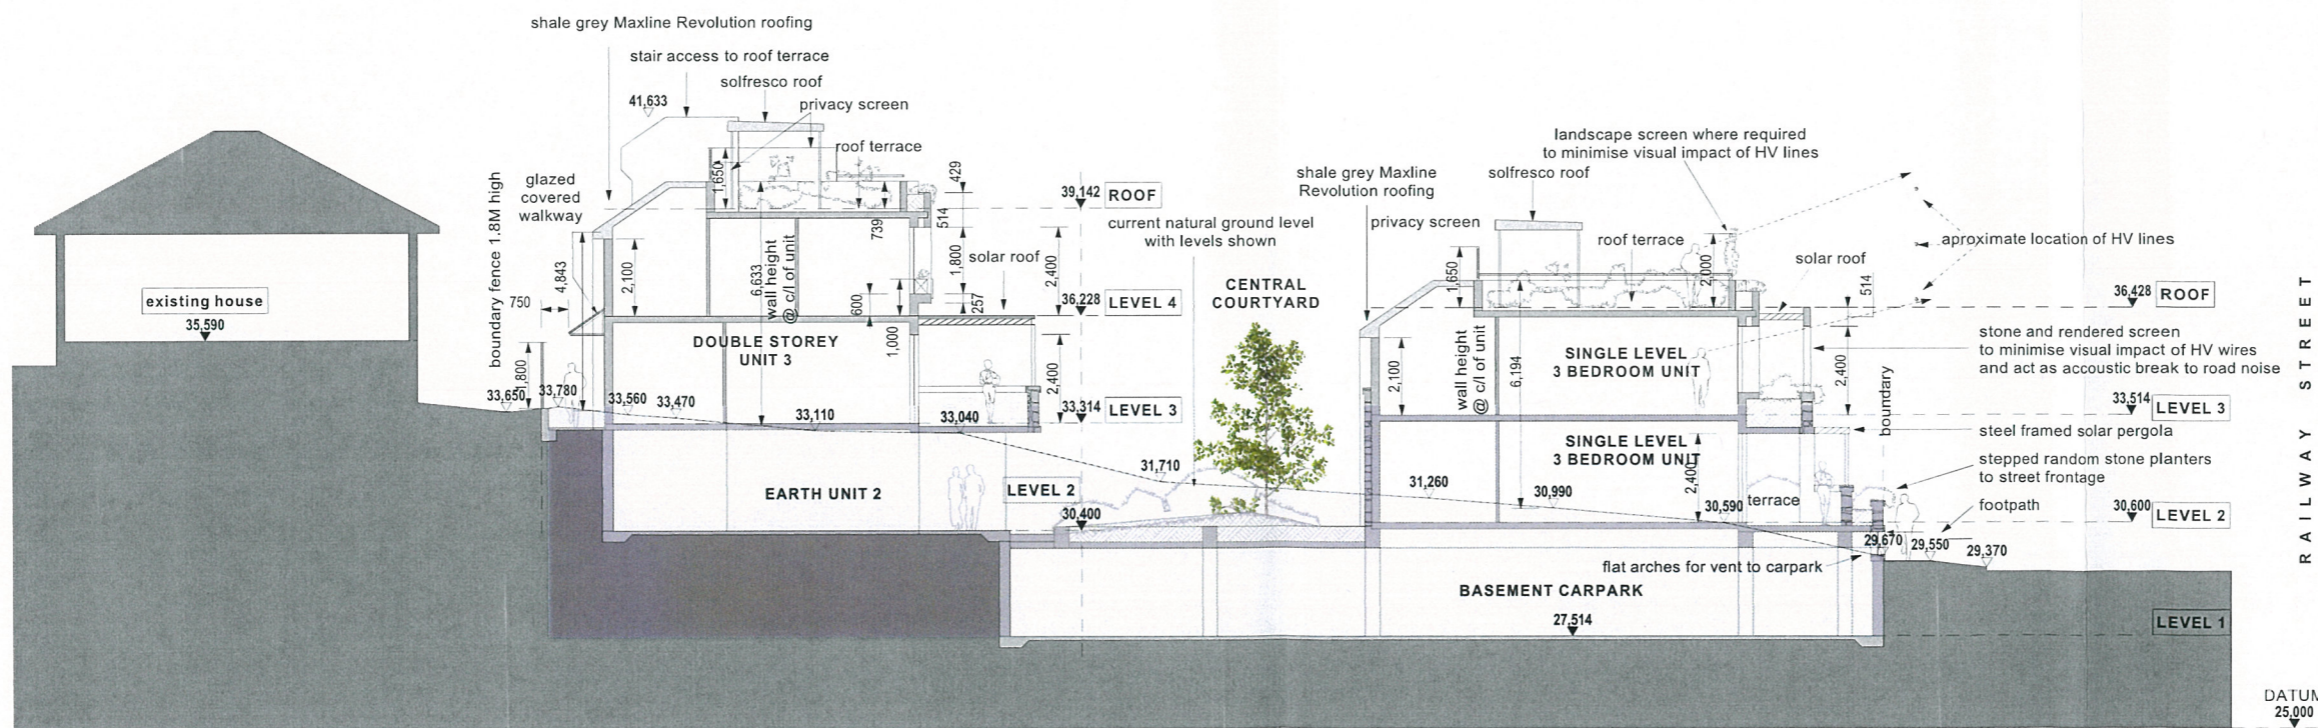 shale grey Maxline Revolution roofing
stair access to roof terrace
solfresco roof
privacy screen
41,633
roof terrace
1,650
429
39,142
ROOF
514
739
glazed
covered
walkway
boundary fence 1.8M high
750
4,843
2,100
6,633
wall height
@ c/l of unit
600
1,800
257
solar roof
2,400
36,228
LEVEL 4
existing house
35,590
DOUBLE STOREY
UNIT 3
1,000
2,400
1,800
33,650
33,780
33,560
33,470
33,110
33,040
33,314
LEVEL 3
EARTH UNIT 2
LEVEL 2
30,400
current natural ground level
with levels shown
CENTRAL
COURTYARD
31,710
landscape screen where required
to minimise visual impact of HV lines
shale grey Maxline
Revolution roofing
solfresco roof
privacy screen
roof terrace
1,650
2,000
aproximate location of HV lines
solar roof
514
36,428
ROOF
2,100
wall height
@ c/l of unit
6,194
SINGLE LEVEL
3 BEDROOM UNIT
2,400
stone and rendered screen
to minimise visual impact of HV wires
and act as accoustic break to road noise
boundary
33,514
LEVEL 3
steel framed solar pergola
SINGLE LEVEL
3 BEDROOM UNIT
2,400
31,260
30,990
30,590
terrace
stepped random stone planters
to street frontage
footpath
30,600
LEVEL 2
29,670
29,550
29,370
flat arches for vent to carpark
BASEMENT CARPARK
27,514
LEVEL 1
RAILWAY STREET
DATUM
25,000